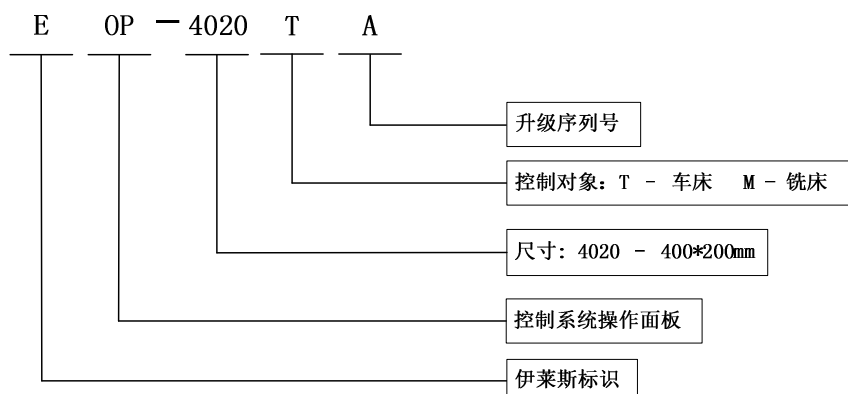 E OP - 4020 T A
升级序列号
控制对象: T - 车床 M - 铣床
尺寸: 4020 - 400*200mm
控制系统操作面板
伊莱斯标识